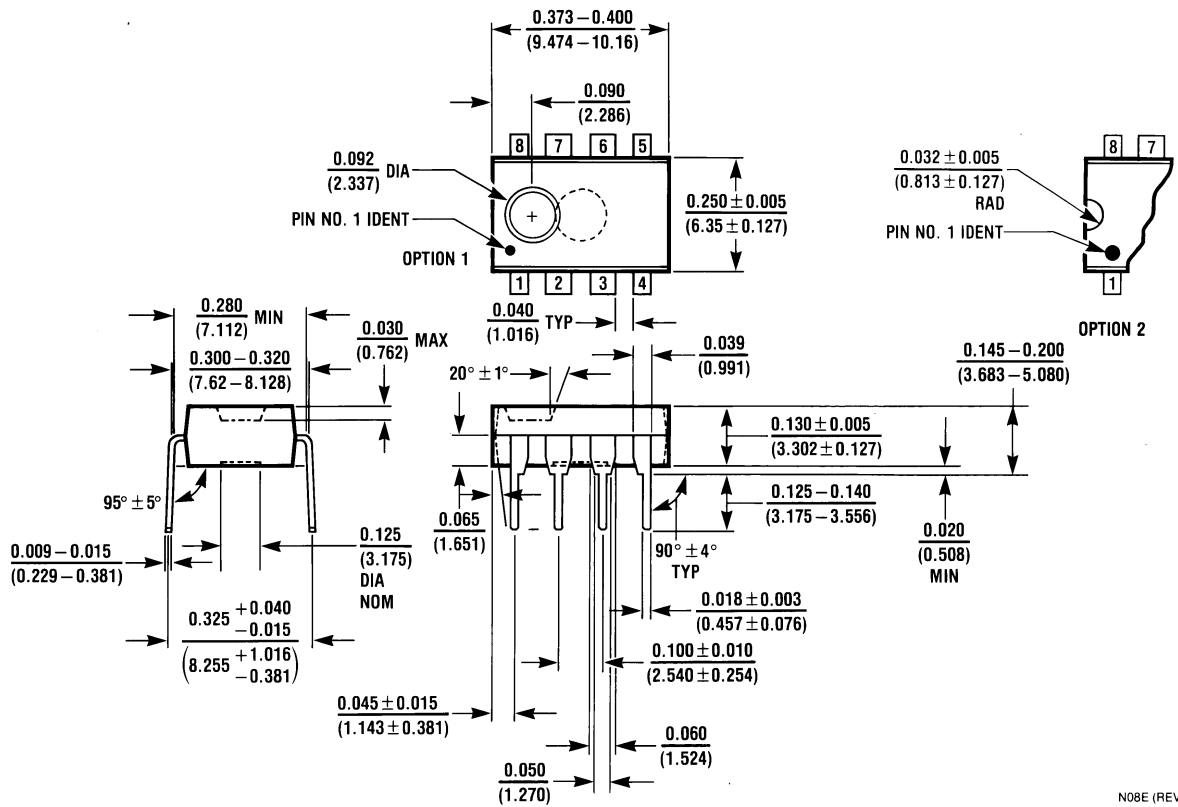 0.373 – 0.400
(9.474 – 10.16)
0.090
(2.286)
8 7 6 5
0.092 DIA
(2.337)
PIN NO. 1 IDENT
OPTION 1
1 2 3 4
0.250 ± 0.005
(6.35 ± 0.127)
0.032 ± 0.005
(0.813 ± 0.127)
RAD
PIN NO. 1 IDENT
8 7
1
OPTION 2
0.280 MIN
(7.112)
0.030 MAX
(0.762)
0.300 – 0.320
(7.62 – 8.128)
0.040 TYP
(1.016)
0.039
(0.991)
20° ± 1°
0.145 – 0.200
(3.683 – 5.080)
0.130 ± 0.005
(3.302 ± 0.127)
95° ± 5°
0.065
(1.651)
0.125 – 0.140
(3.175 – 3.556)
90° ± 4°
TYP
0.020
(0.508)
MIN
0.009 – 0.015
(0.229 – 0.381)
0.125
(3.175)
DIA
NOM
0.018 ± 0.003
(0.457 ± 0.076)
0.325 +0.040
−0.015
(8.255 +1.016
−0.381)
0.100 ± 0.010
(2.540 ± 0.254)
0.045 ± 0.015
(1.143 ± 0.381)
0.060
(1.524)
0.050
(1.270)
N08E (REV